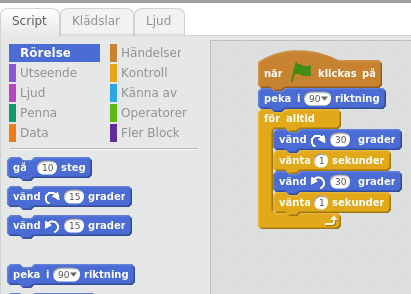 Script Klädslar Ljud
Rörelse Händelser
Utseende Kontroll
Ljud Känna av
Penna Operatorer
Data Fler Block
gå 10 steg
vänd 15 grader
vänd 15 grader
peka i 90 riktning
när klickas på
peka i 90 riktning
för alltid
vänd 30 grader
vänta 1 sekunder
vänd 30 grader
vänta 1 sekunder